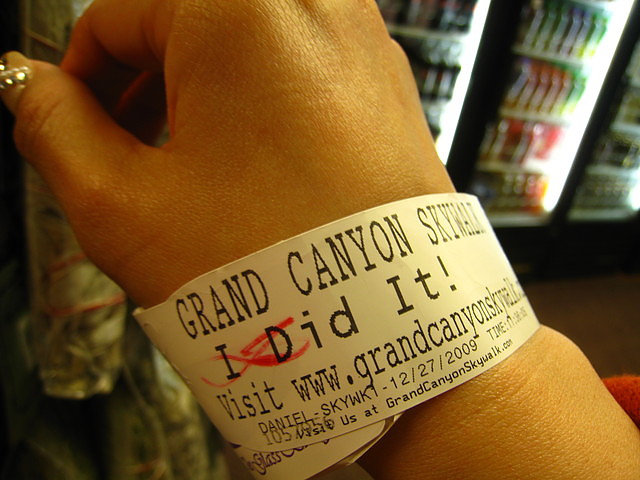 GRAND CANYON SKYWALK
I Did It!
Visit www.grandcanyonskywalk.
DANIEL-SKYWK1-12/27/2009 TIME:
Visit Us at GrandCanyonSkywalk.com